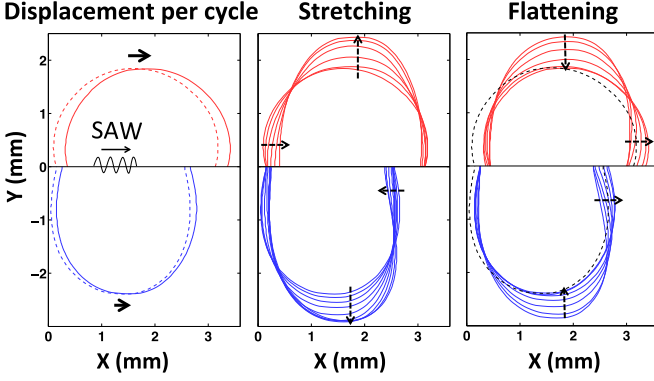 Displacement per cycle Stretching Flattening
2
1
0
−1
−2
Y (mm)
SAW
0 1 2 3
0 1 2 3
0 1 2 3
X (mm) X (mm) X (mm)